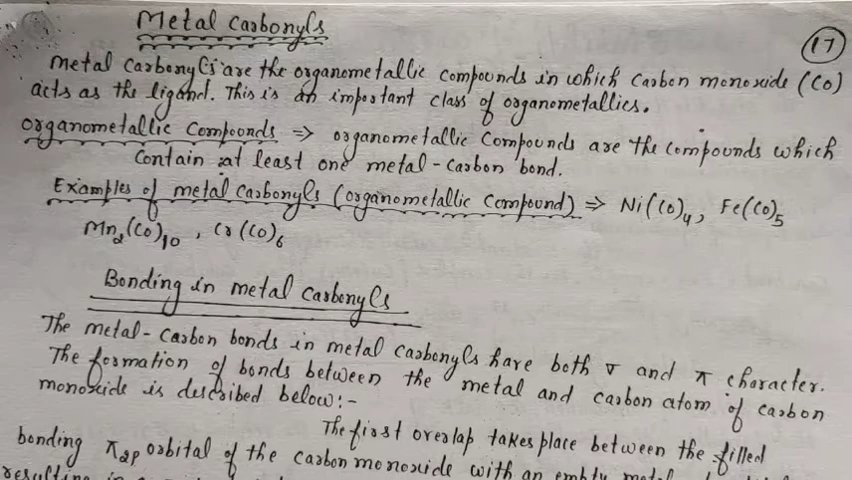 Metal Carbonyls
17
Metal Carbonyls are the organometallic compounds in which Carbon monoxide (CO)
acts as the ligand. This is an important class of organometallics.
organometallic Compounds ⇒ organometallic Compounds are the compounds which
Contain at least one metal-Carbon bond.
Examples of metal Carbonyls (organometallic Compound) ⇒ Ni(CO)4, Fe(CO)5
Mn2(CO)10, Cr(CO)6
Bonding in metal Carbonyls
The metal-Carbon bonds in metal Carbonyls have both σ and π character.
The formation of bonds between the metal and carbon atom of carbon
monoxide is described below:-
The first overlap takes place between the filled
bonding π2p orbital of the carbon monoxide with an empty metal
resulting in